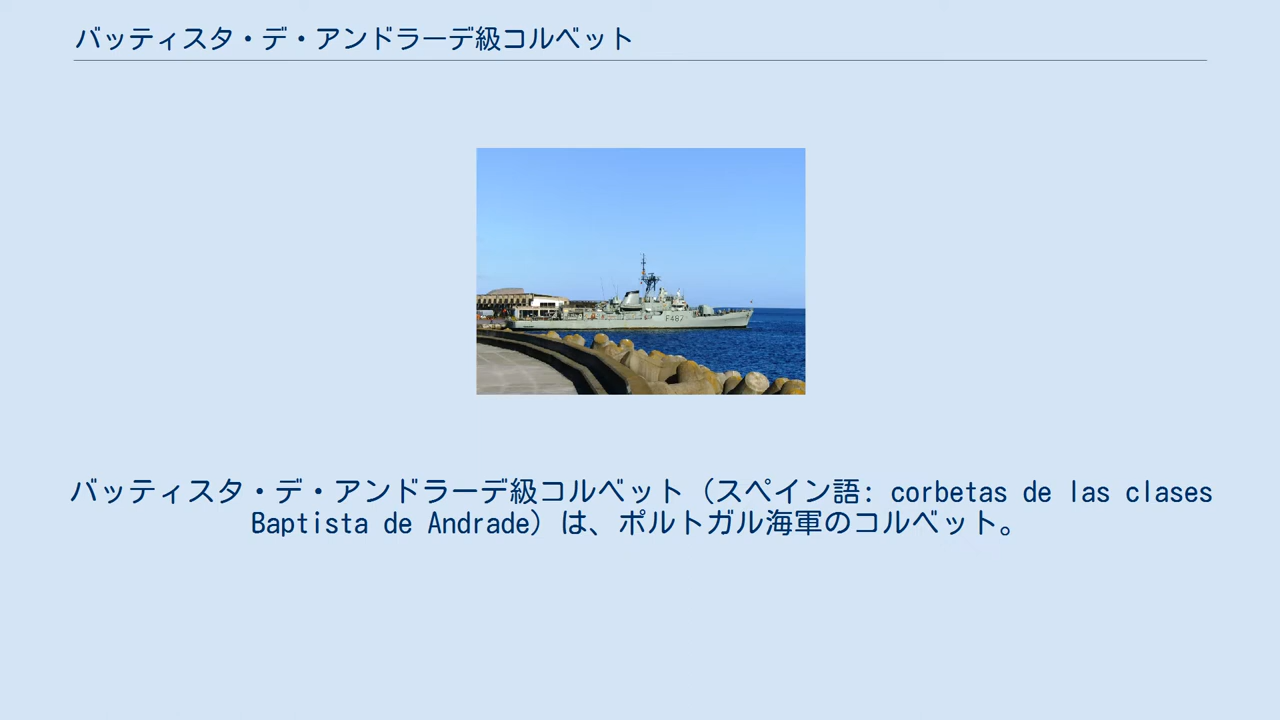 バッティスタ・デ・アンドラーデ級コルベット
F487
バッティスタ・デ・アンドラーデ級コルベット（スペイン語: corbetas de las clases
Baptista de Andrade）は、ポルトガル海軍のコルベット。